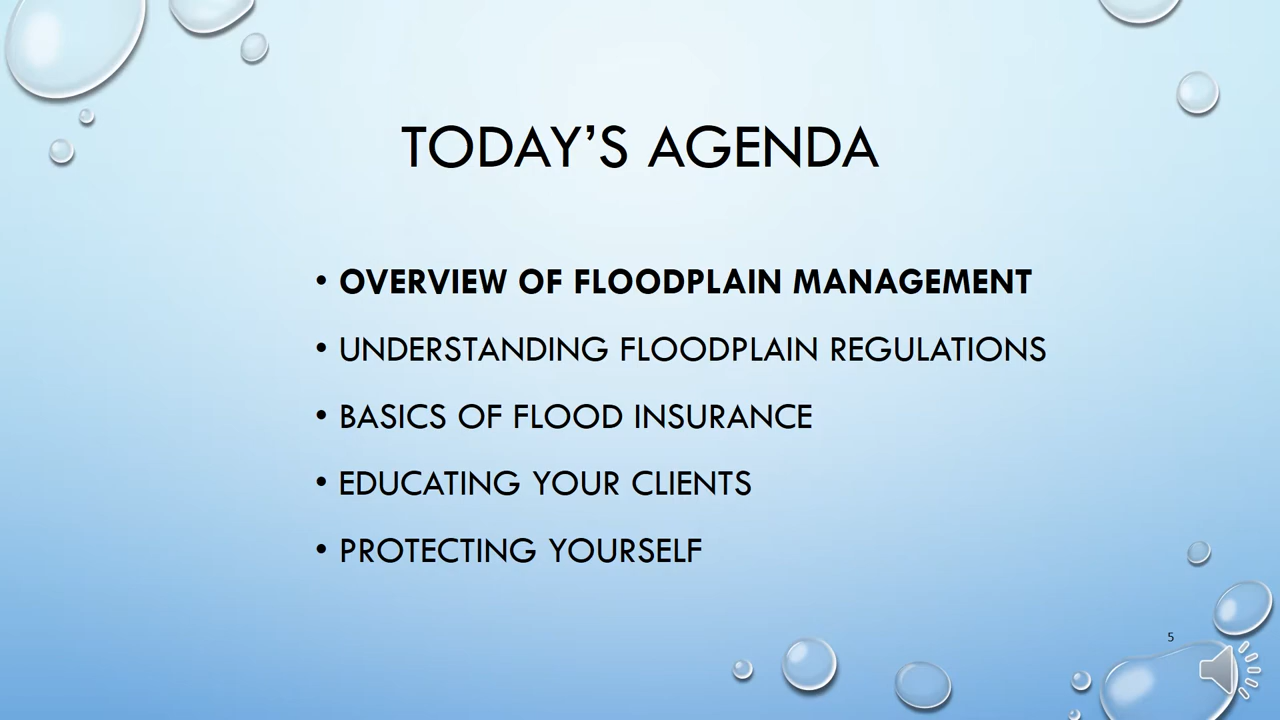 TODAY’S AGENDA
• OVERVIEW OF FLOODPLAIN MANAGEMENT
• UNDERSTANDING FLOODPLAIN REGULATIONS
• BASICS OF FLOOD INSURANCE
• EDUCATING YOUR CLIENTS
• PROTECTING YOURSELF
5